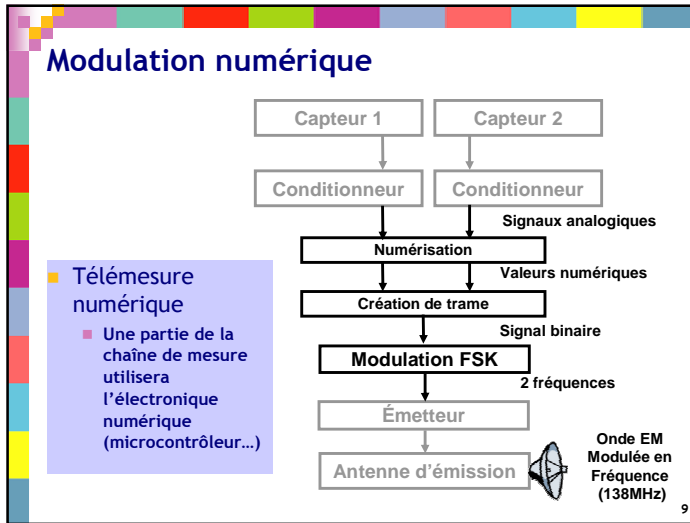 Modulation numérique
Capteur 1
Capteur 2
Conditionneur
Conditionneur
Signaux analogiques
Numérisation
Valeurs numériques
Création de trame
Signal binaire
Modulation FSK
2 fréquences
Émetteur
Antenne d'émission
Onde EM
Modulée en
Fréquence
(138MHz)
Télémesure
numérique
Une partie de la
chaîne de mesure
utilisera
l'électronique
numérique
(microcontrôleur…)
9